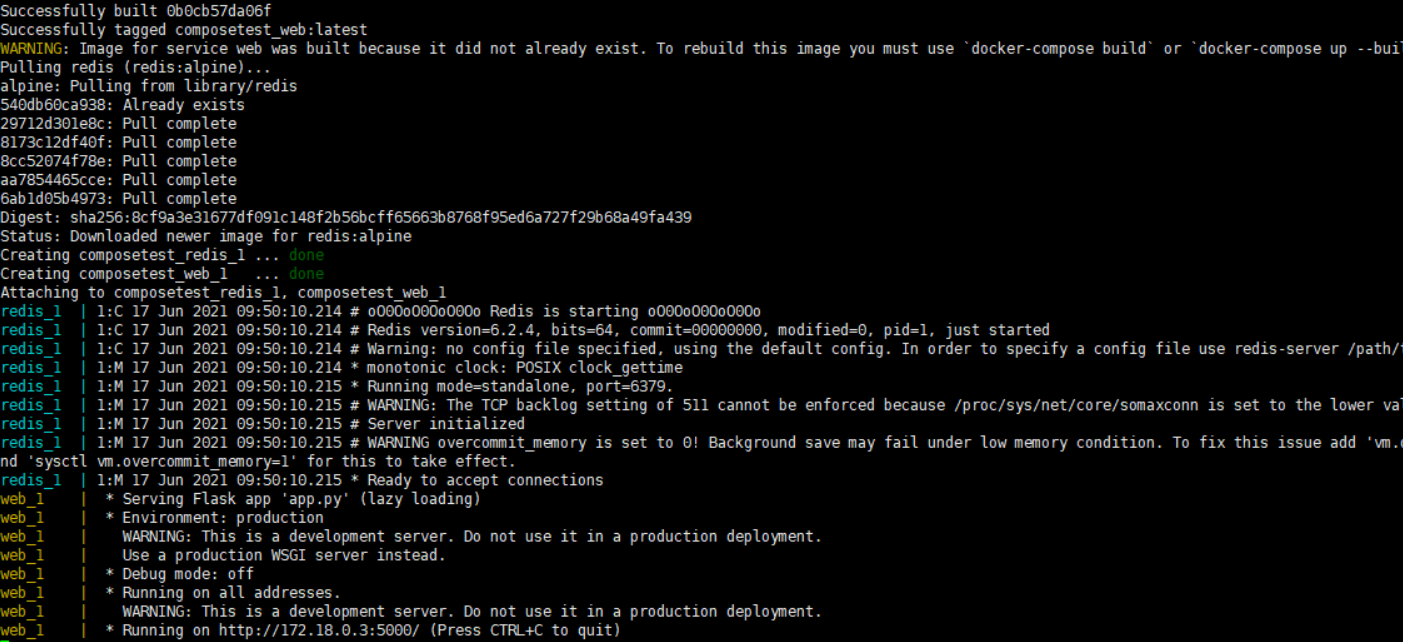 Successfully built 0b0cb57da06f
Successfully tagged composetest_web:latest
WARNING: Image for service web was built because it did not already exist. To rebuild this image you must use `docker-compose build` or `docker-compose up --buil
Pulling redis (redis:alpine)...
alpine: Pulling from library/redis
540db60ca938: Already exists
29712d301e8c: Pull complete
8173c12df40f: Pull complete
8cc52074f78e: Pull complete
aa7854465cce: Pull complete
6ab1d05b4973: Pull complete
Digest: sha256:8cf9a3e31677df091c148f2b56bcff65663b8768f95ed6a727f29b68a49fa439
Status: Downloaded newer image for redis:alpine
Creating composetest_redis_1 ... done
Creating composetest_web_1   ... done
Attaching to composetest_redis_1, composetest_web_1
redis_1  | 1:C 17 Jun 2021 09:50:10.214 # oO0OoO0OoO0Oo Redis is starting oO0OoO0OoO0Oo
redis_1  | 1:C 17 Jun 2021 09:50:10.214 # Redis version=6.2.4, bits=64, commit=00000000, modified=0, pid=1, just started
redis_1  | 1:C 17 Jun 2021 09:50:10.214 # Warning: no config file specified, using the default config. In order to specify a config file use redis-server /path/t
redis_1  | 1:M 17 Jun 2021 09:50:10.214 * monotonic clock: POSIX clock_gettime
redis_1  | 1:M 17 Jun 2021 09:50:10.215 * Running mode=standalone, port=6379.
redis_1  | 1:M 17 Jun 2021 09:50:10.215 # WARNING: The TCP backlog setting of 511 cannot be enforced because /proc/sys/net/core/somaxconn is set to the lower val
redis_1  | 1:M 17 Jun 2021 09:50:10.215 # Server initialized
redis_1  | 1:M 17 Jun 2021 09:50:10.215 # WARNING overcommit_memory is set to 0! Background save may fail under low memory condition. To fix this issue add 'vm.o
nd 'sysctl vm.overcommit_memory=1' for this to take effect.
redis_1  | 1:M 17 Jun 2021 09:50:10.215 * Ready to accept connections
web_1    |  * Serving Flask app 'app.py' (lazy loading)
web_1    |  * Environment: production
web_1    |    WARNING: This is a development server. Do not use it in a production deployment.
web_1    |    Use a production WSGI server instead.
web_1    |  * Debug mode: off
web_1    |  * Running on all addresses.
web_1    |    WARNING: This is a development server. Do not use it in a production deployment.
web_1    |  * Running on http://172.18.0.3:5000/ (Press CTRL+C to quit)